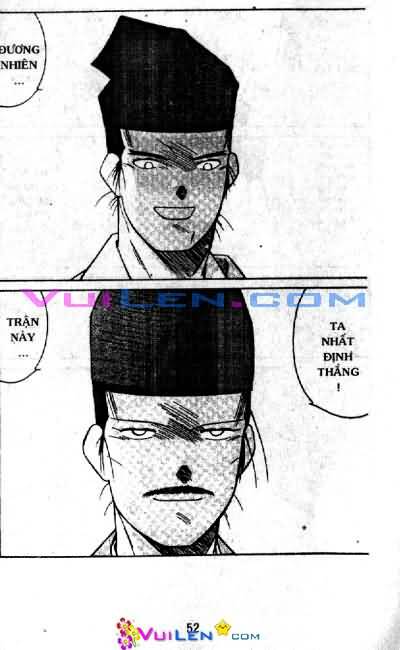 ĐƯƠNG
NHIÊN
...
VUILEN.COM
TRẬN
NÀY
...
TA
NHẤT
ĐỊNH
THẮNG
!
52
VUILEN.COM